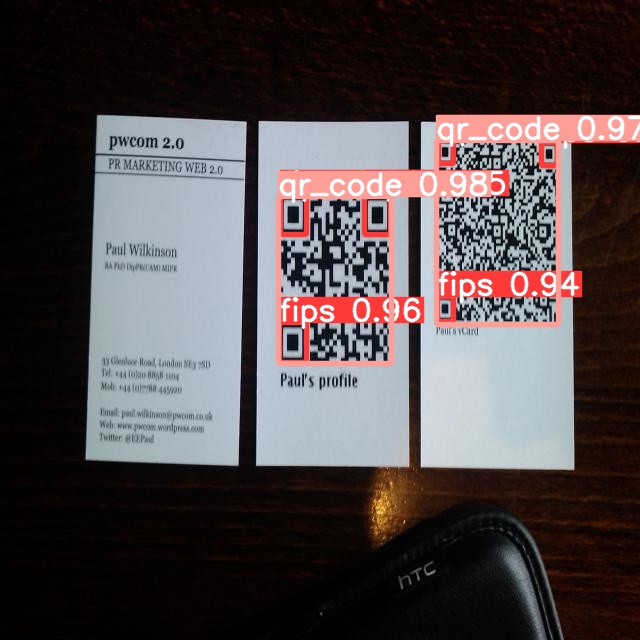 pwcom 2.0
PR MARKETING WEB 2.0
Paul Wilkinson
BA PhD DipPR(CAM) MIPR
33 Glenluce Road, London SE3 7SD
Tel: +44 (0)20 8858 1104
Mob: +44 (0)7788 445920
Email: paul.wilkinson@pwcom.co.uk
Web: www.pwcom.wordpress.com
Twitter: @EEPaul
qr_code 0.985
fips 0.96
Paul's profile
qr_code 0.97
fips 0.94
Paul's vCard
hTC